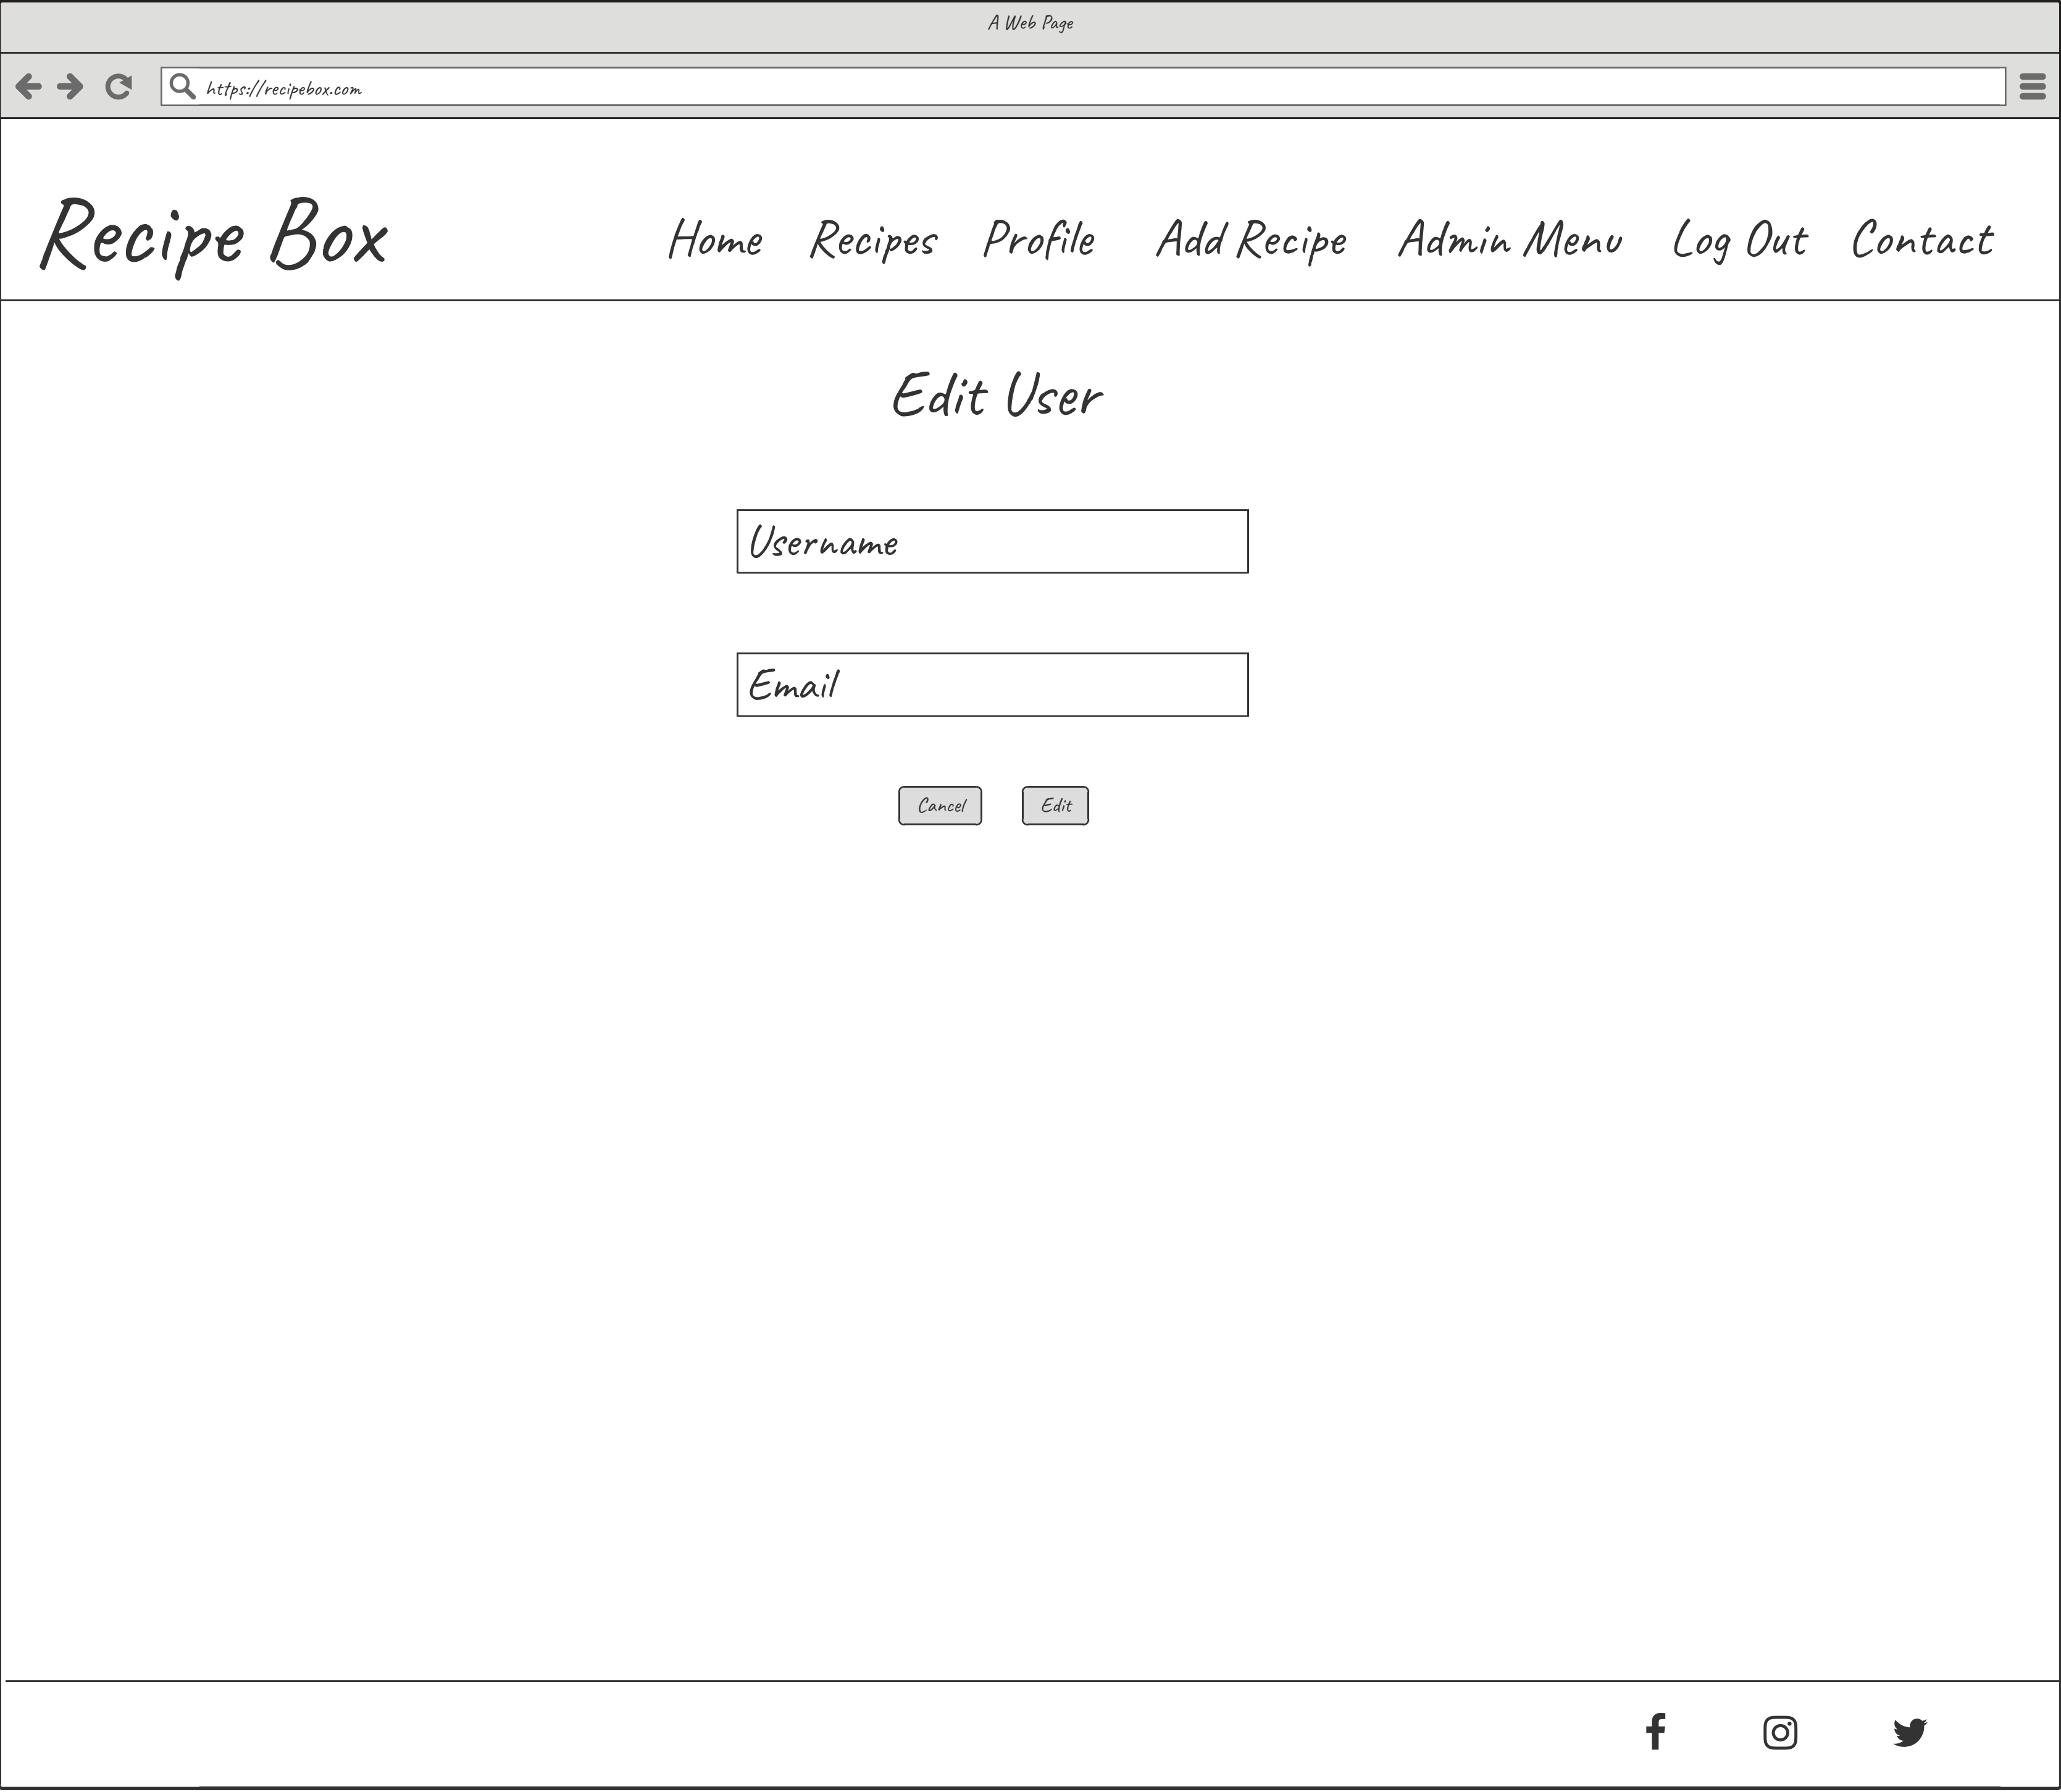 A Web Page
https://recipebox.com
Recipe Box Home Recipes Profile Add Recipe Admin Menu Log Out Contact
Edit User
Username
Email
Cancel Edit